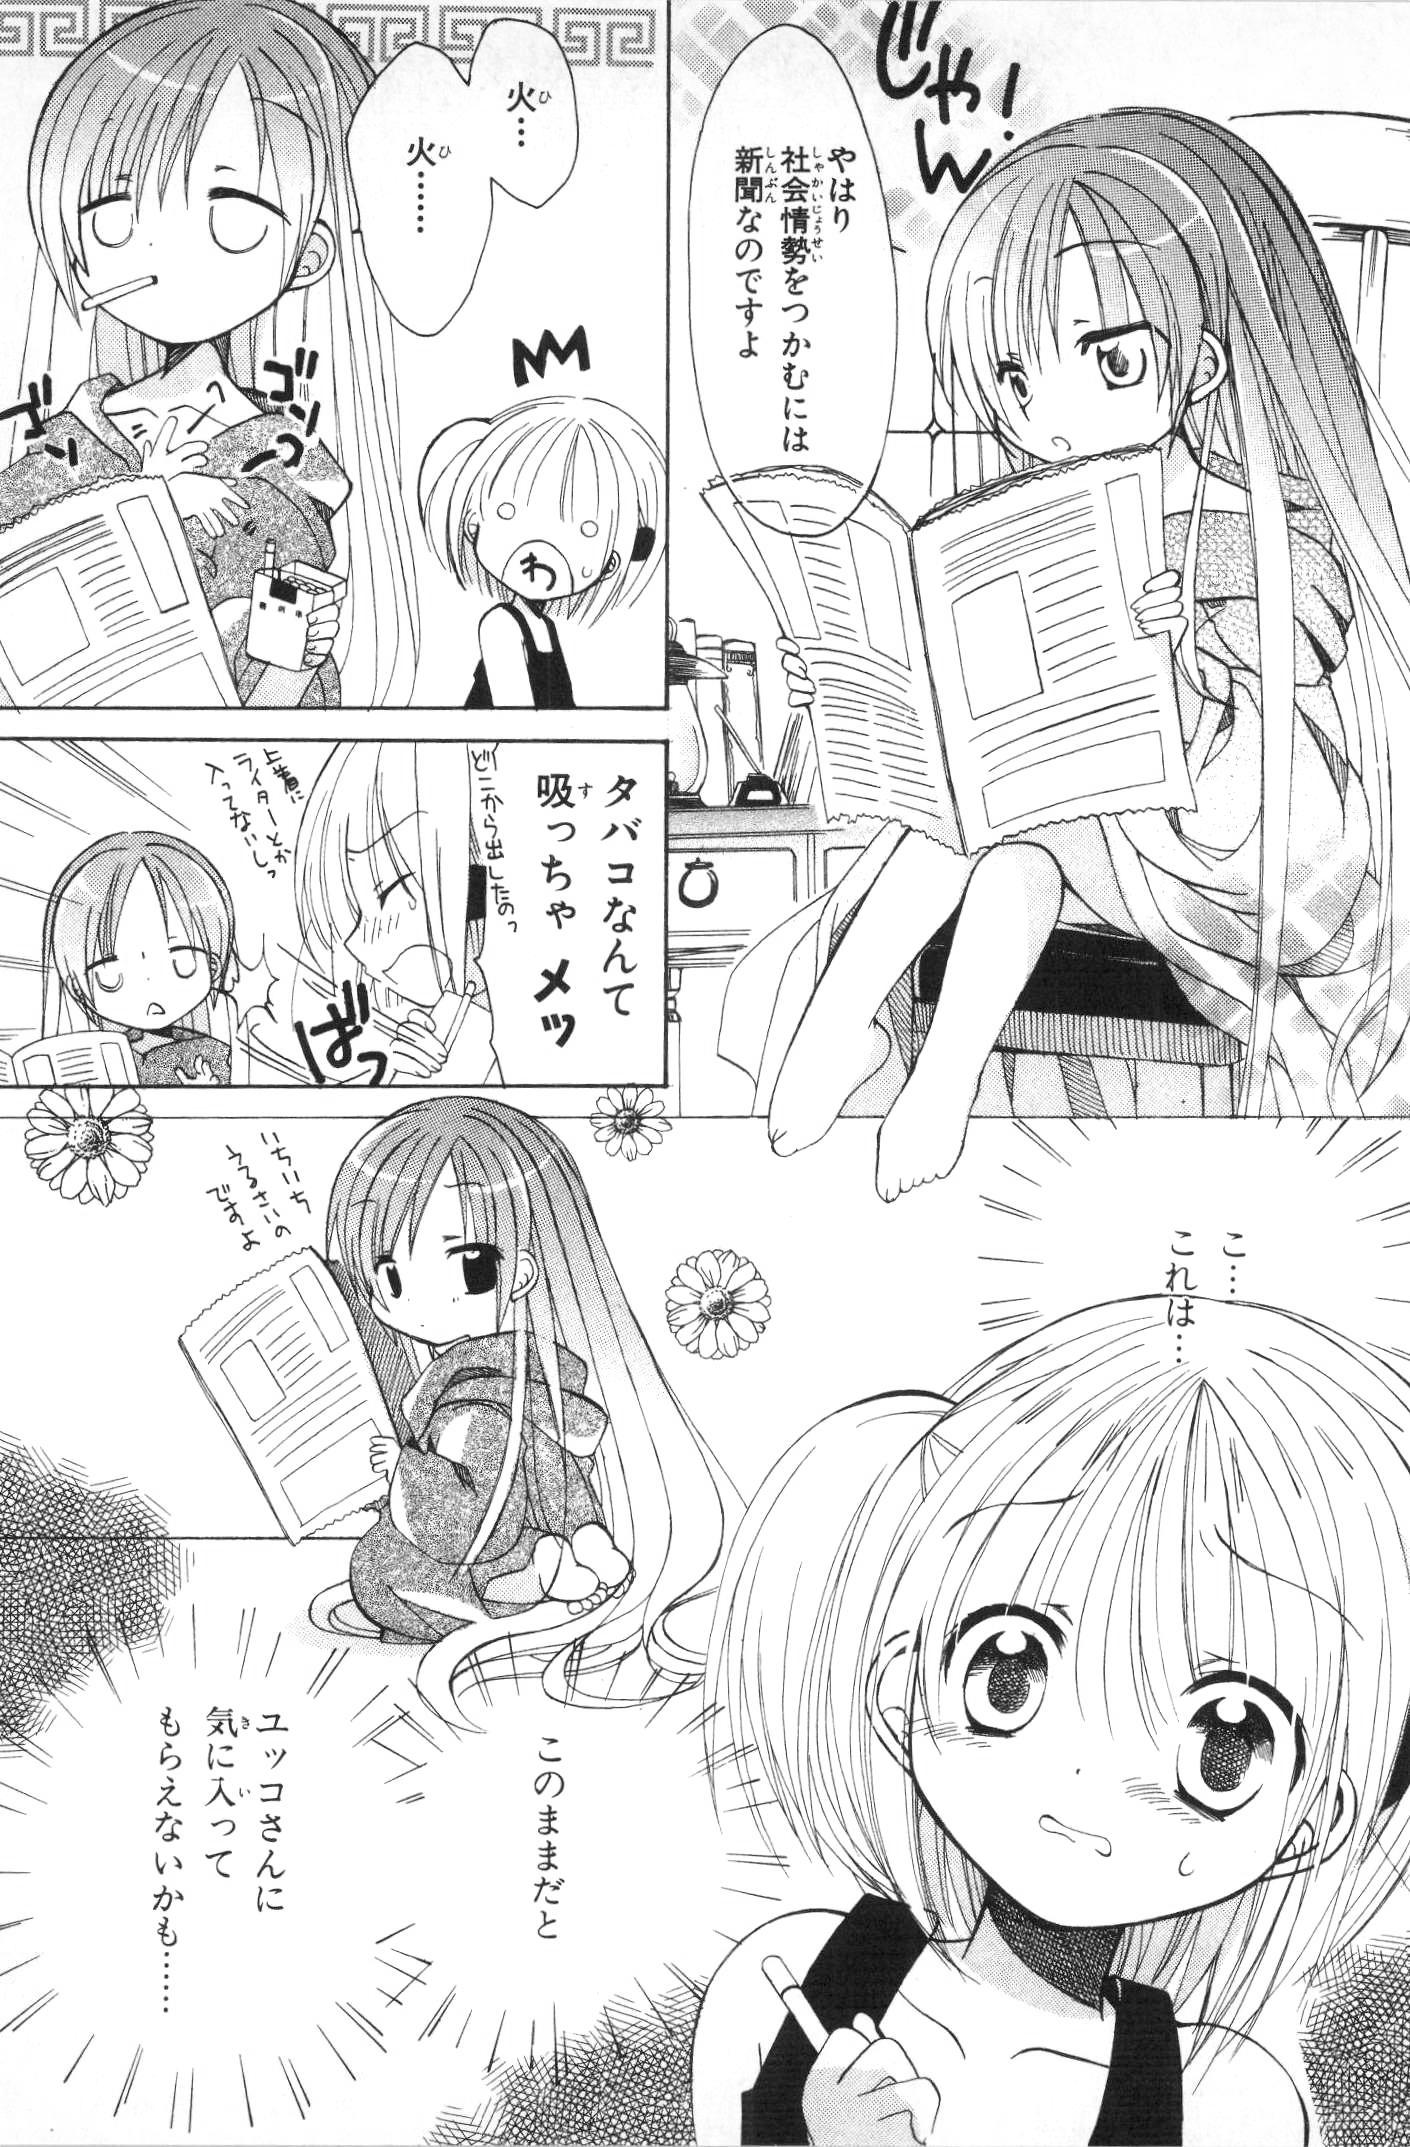 じゃん!
やはり
社会情勢をつかむには
新聞なのですよ
火…
火……
ゴソ
ゴソっ
わ
タバコなんて
吸っちゃメッ
どこから出したのっ
ばっ
上着に
ライターとか
入ってないしっ
こ…
これは…
いちいち
うるさいの
ですよ
このままだと
ユッコさんに
気に入って
もらえないかも……